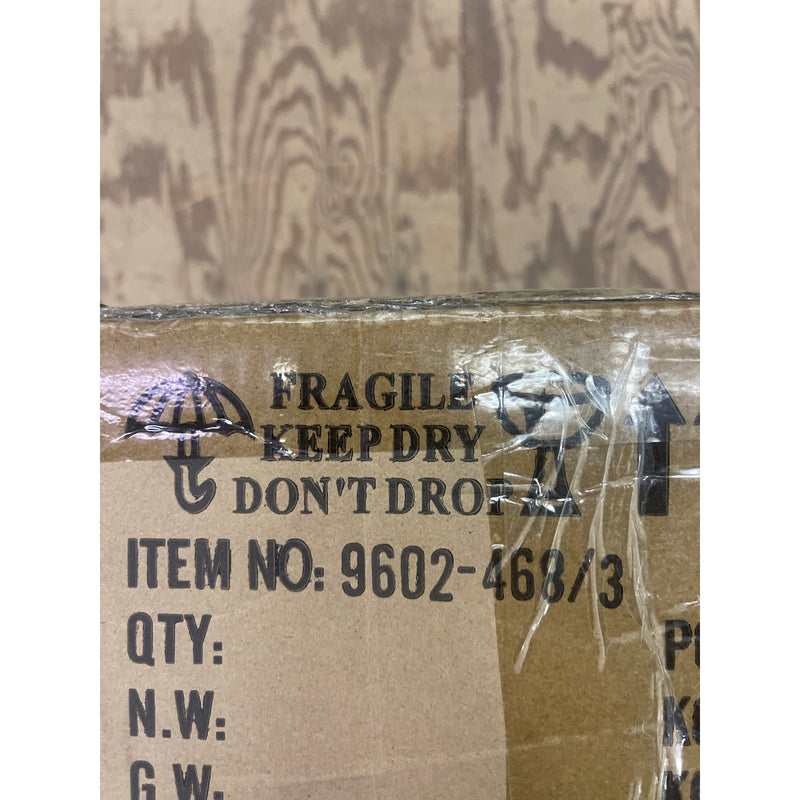 FRAGILE
KEEP DRY
DON'T DROP
ITEM NO: 9602-468/3
QTY:
N.W:
G.W: